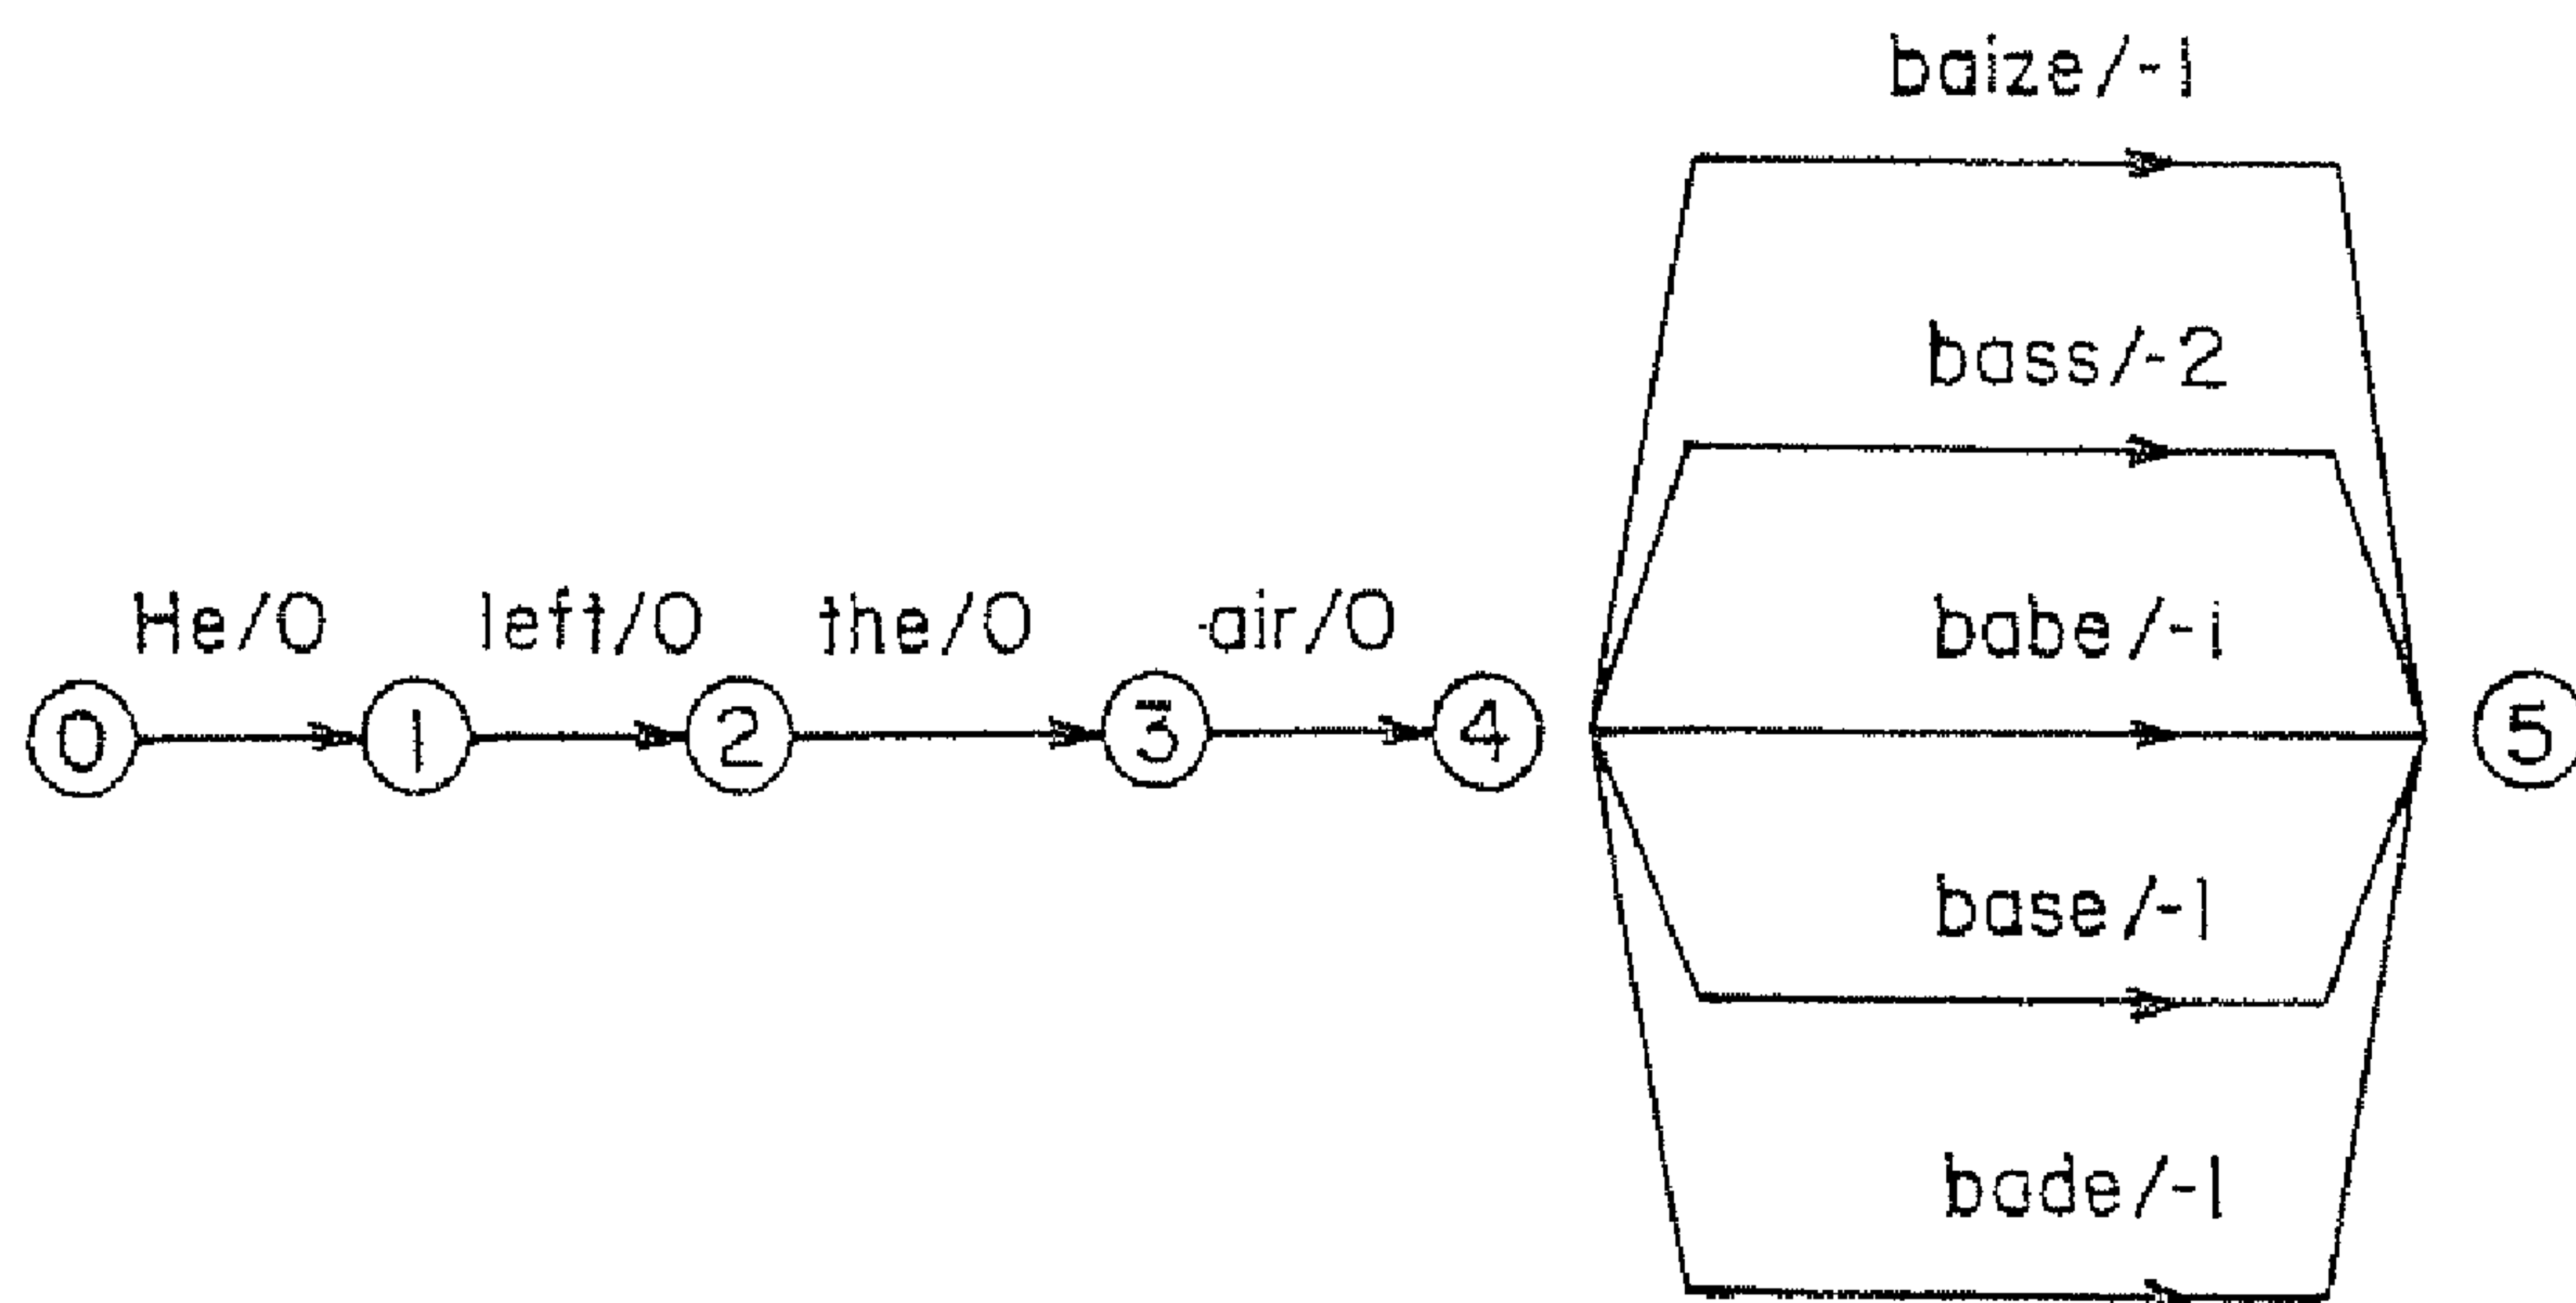 baize/-1
bass/-2
He/0 left/0 the/0 air/0 babe/-i
0 1 2 3 4 5
base/-1
bade/-1